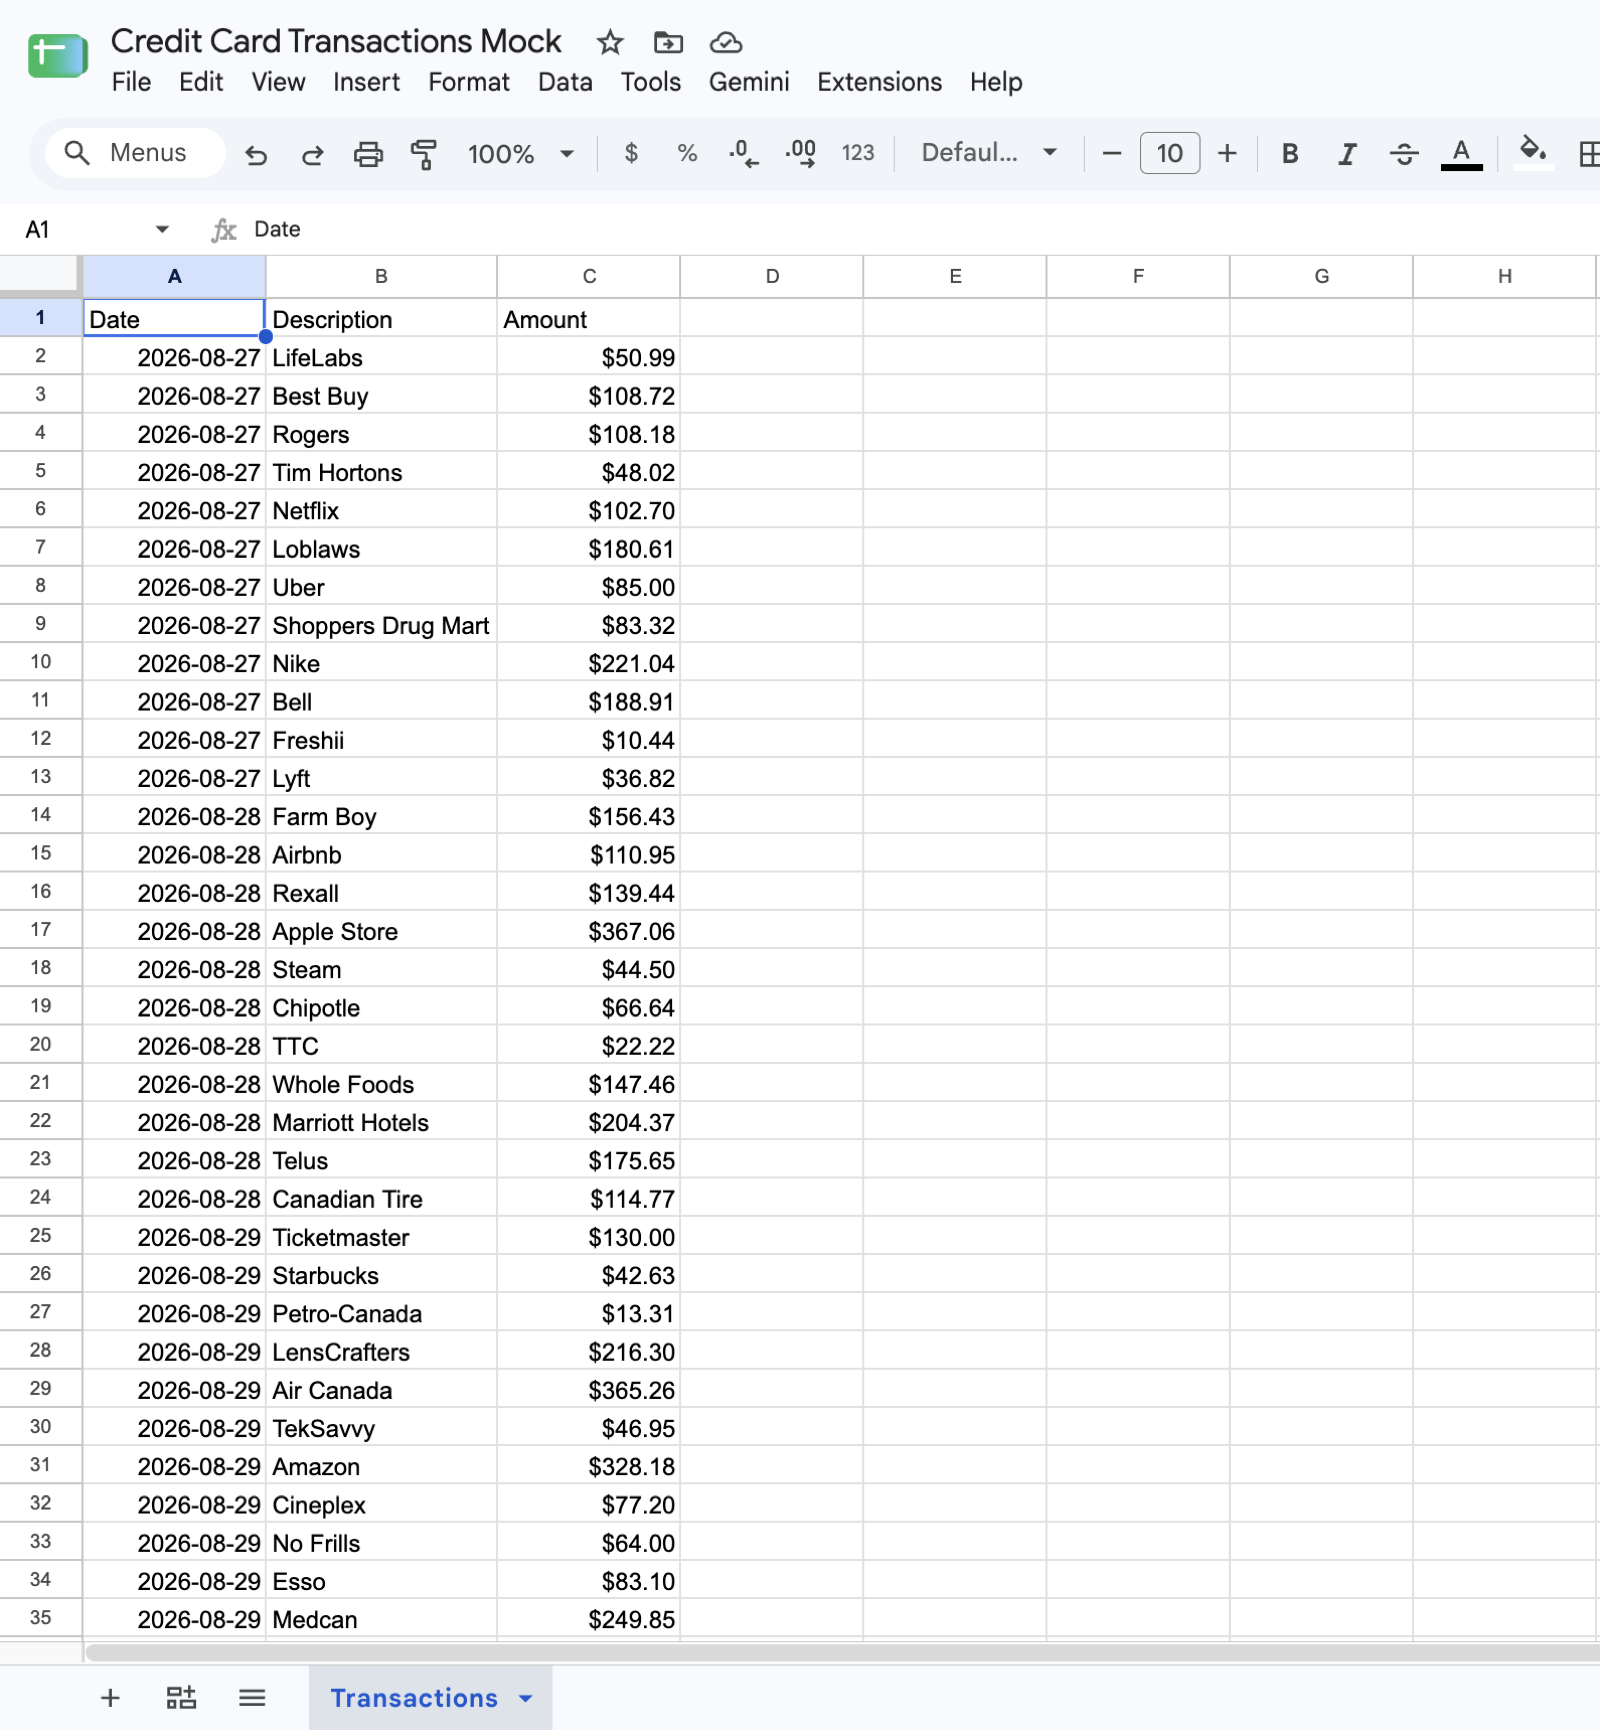 Credit Card Transactions Mock
File Edit View Insert Format Data Tools Gemini Extensions Help
Menus 100% $ % .0 .00 123 Defaul... 10 B I S A
A1 fx Date
A B C D E F G H
1 Date Description Amount
2 2026-08-27 LifeLabs $50.99
3 2026-08-27 Best Buy $108.72
4 2026-08-27 Rogers $108.18
5 2026-08-27 Tim Hortons $48.02
6 2026-08-27 Netflix $102.70
7 2026-08-27 Loblaws $180.61
8 2026-08-27 Uber $85.00
9 2026-08-27 Shoppers Drug Mart $83.32
10 2026-08-27 Nike $221.04
11 2026-08-27 Bell $188.91
12 2026-08-27 Freshii $10.44
13 2026-08-27 Lyft $36.82
14 2026-08-28 Farm Boy $156.43
15 2026-08-28 Airbnb $110.95
16 2026-08-28 Rexall $139.44
17 2026-08-28 Apple Store $367.06
18 2026-08-28 Steam $44.50
19 2026-08-28 Chipotle $66.64
20 2026-08-28 TTC $22.22
21 2026-08-28 Whole Foods $147.46
22 2026-08-28 Marriott Hotels $204.37
23 2026-08-28 Telus $175.65
24 2026-08-28 Canadian Tire $114.77
25 2026-08-29 Ticketmaster $130.00
26 2026-08-29 Starbucks $42.63
27 2026-08-29 Petro-Canada $13.31
28 2026-08-29 LensCrafters $216.30
29 2026-08-29 Air Canada $365.26
30 2026-08-29 TekSavvy $46.95
31 2026-08-29 Amazon $328.18
32 2026-08-29 Cineplex $77.20
33 2026-08-29 No Frills $64.00
34 2026-08-29 Esso $83.10
35 2026-08-29 Medcan $249.85
Transactions